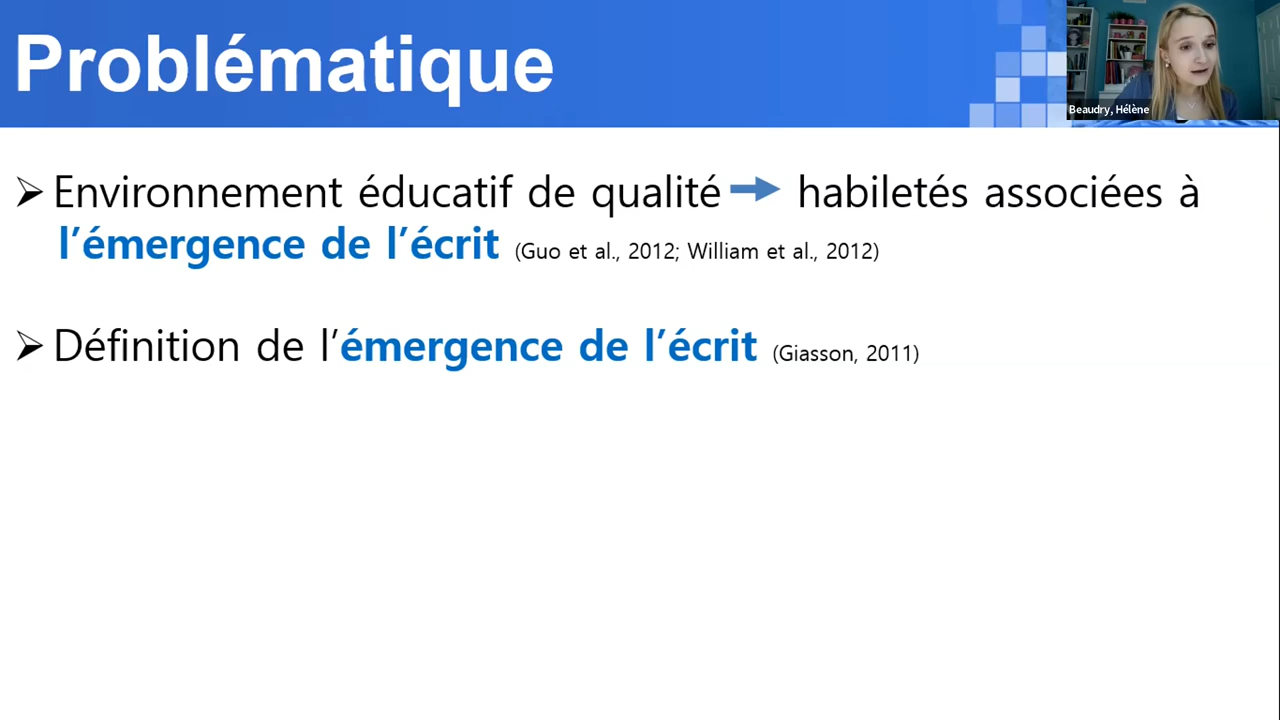 Problématique
Beaudry, Hélène
➢ Environnement éducatif de qualité → habiletés associées à
l’émergence de l’écrit (Guo et al., 2012; William et al., 2012)
➢ Définition de l’émergence de l’écrit (Giasson, 2011)